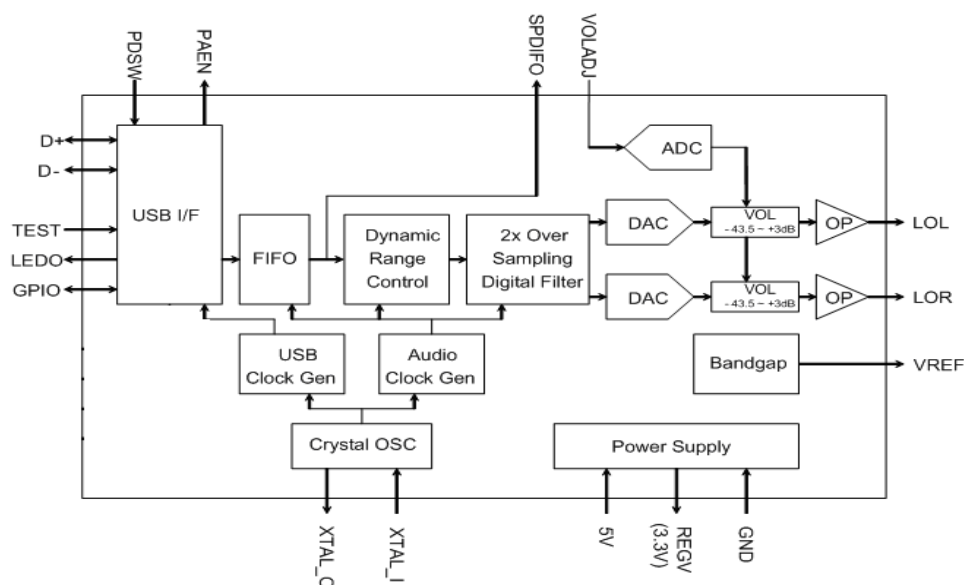 PDSW
PAEN
SPDIFO
VOLADJ
D+
D-
TEST
LEDO
GPIO
USB I/F
FIFO
Dynamic
Range
Control
2x Over
Sampling
Digital Filter
ADC
DAC
VOL
- 43.5 ~ +3dB
OP
LOL
DAC
VOL
- 43.5 ~ +3dB
OP
LOR
USB
Clock Gen
Audio
Clock Gen
Bandgap
VREF
Crystal OSC
Power Supply
XTAL_O
XTAL_I
5V
REGV
(3.3V)
GND